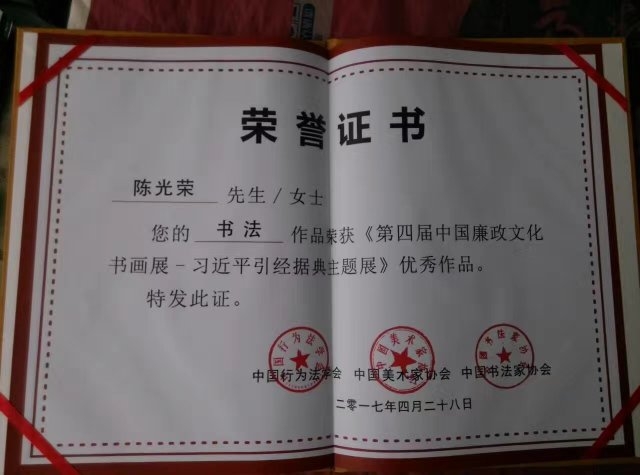 荣誉证书
陈光荣 先生/女士
您的 书法 作品荣获《第四届中国廉政文化
书画展-习近平引经据典主题展》优秀作品。
特发此证。
中国行为法学会 中国美术家协会 中国书法家协会
二零一七年四月二十八日